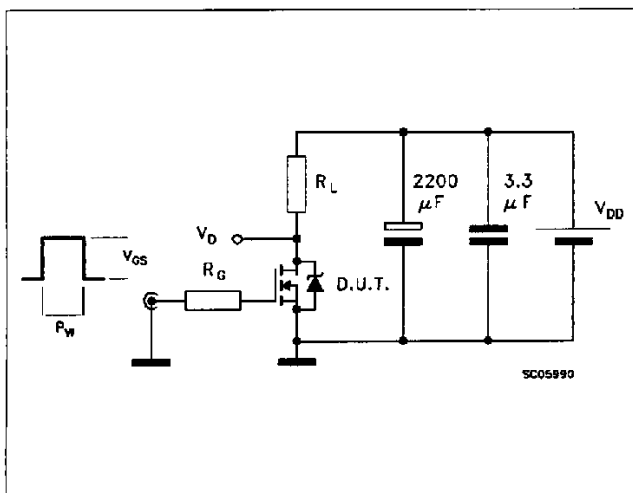 R_L
2200
μF
3.3
μF
V_DD
V_D
V_GS
R_G
D.U.T.
P_W
SC05990